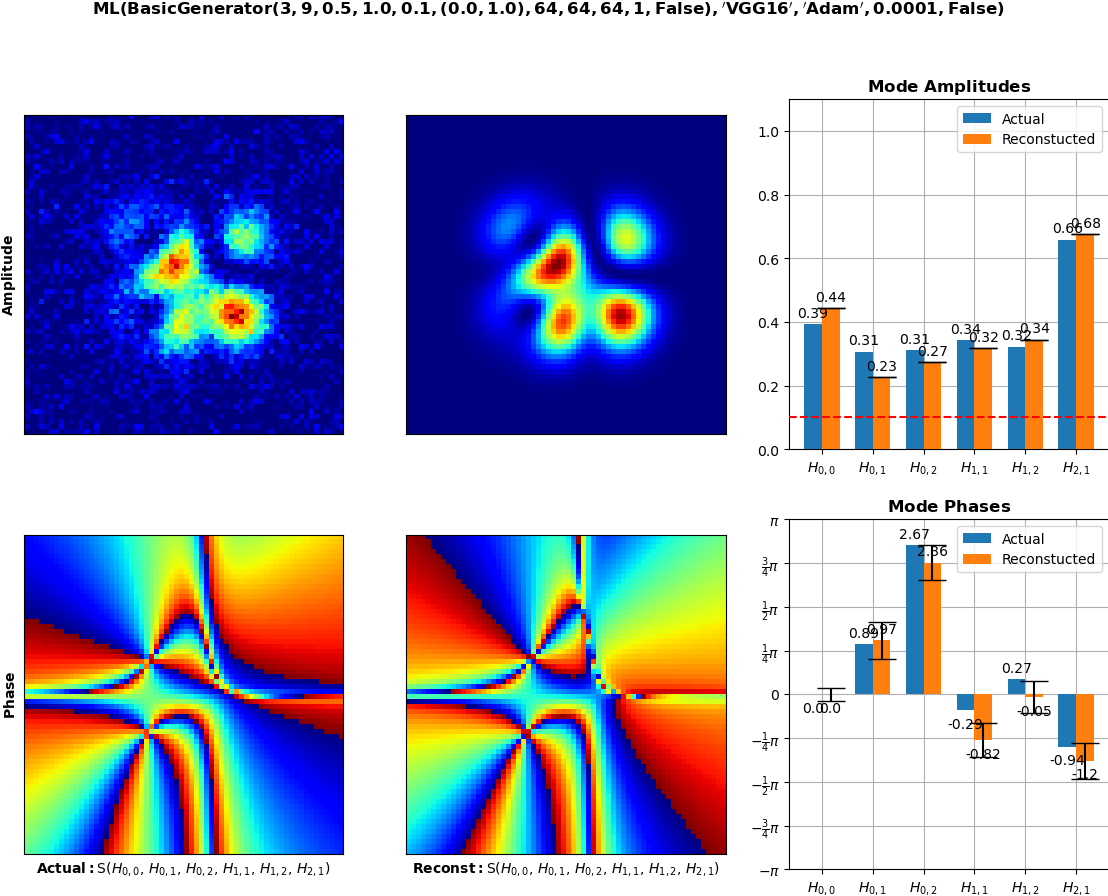 ML(BasicGenerator(3, 9, 0.5, 1.0, 0.1, (0.0, 1.0), 64, 64, 64, 1, False), 'VGG16', 'Adam', 0.0001, False)
Amplitude
Mode Amplitudes
Actual
Reconstucted
1.0
0.8
0.6
0.4
0.2
0.0
0.39
0.44
0.31
0.23
0.31
0.27
0.34
0.32
0.32
0.34
0.66
0.68
H0,0
H0,1
H0,2
H1,1
H1,2
H2,1
Phase
Actual:S(H0,0, H0,1, H0,2, H1,1, H1,2, H2,1)
Reconst:S(H0,0, H0,1, H0,2, H1,1, H1,2, H2,1)
Mode Phases
Actual
Reconstucted
π
3/4π
1/2π
1/4π
0
−1/4π
−1/2π
−3/4π
−π
0.0
0.0
0.89
0.97
2.67
2.36
-0.29
-0.82
0.27
-0.05
-0.94
-1.2
H0,0
H0,1
H0,2
H1,1
H1,2
H2,1